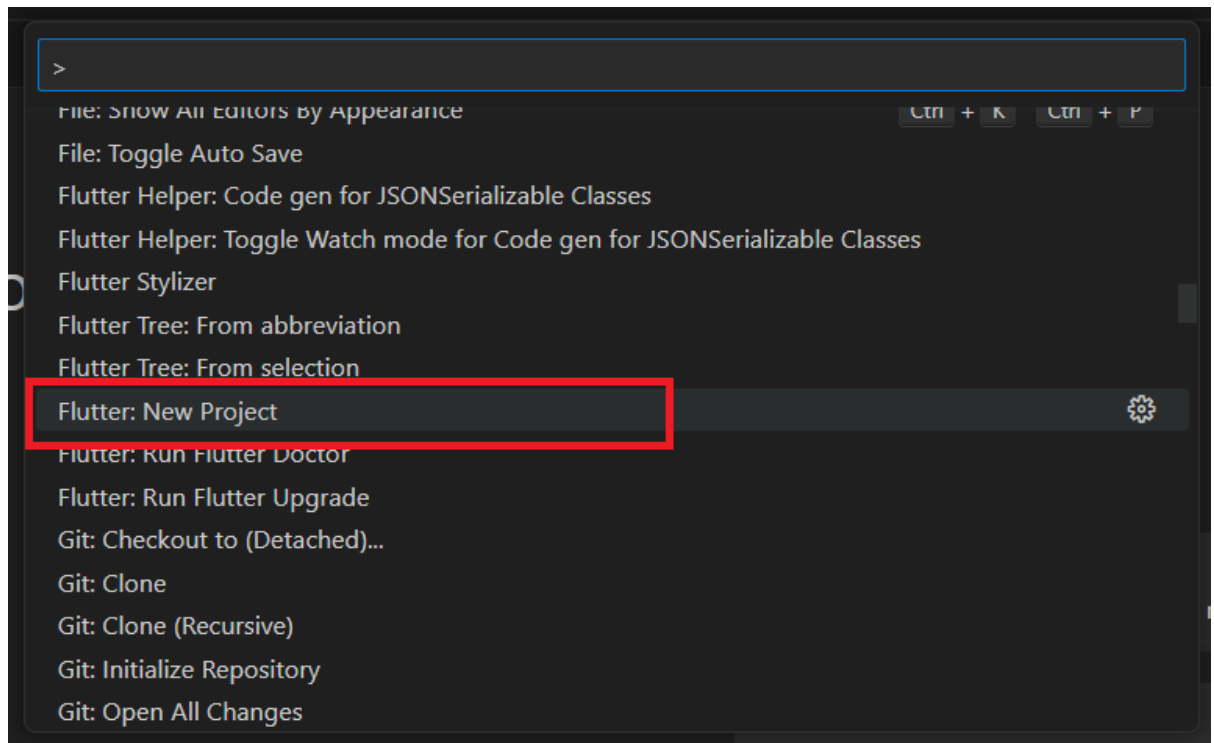 >
File: Show All Editors By Appearance Ctrl + K Ctrl + P
File: Toggle Auto Save
Flutter Helper: Code gen for JSONSerializable Classes
Flutter Helper: Toggle Watch mode for Code gen for JSONSerializable Classes
Flutter Stylizer
Flutter Tree: From abbreviation
Flutter Tree: From selection
Flutter: New Project
Flutter: Run Flutter Doctor
Flutter: Run Flutter Upgrade
Git: Checkout to (Detached)...
Git: Clone
Git: Clone (Recursive)
Git: Initialize Repository
Git: Open All Changes